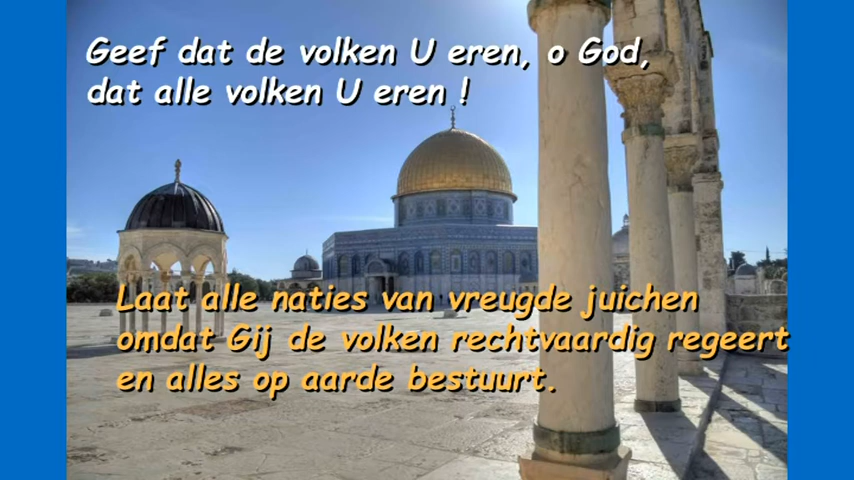 Geef dat de volken U eren, o God,
dat alle volken U eren !
Laat alle naties van vreugde juichen
omdat Gij de volken rechtvaardig regeert
en alles op aarde bestuurt.